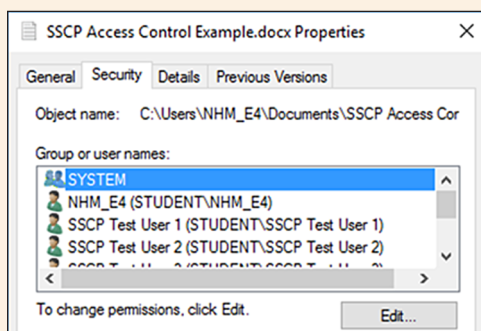 SSCP Access Control Example.docx Properties
General Security Details Previous Versions
Object name: C:\Users\NHM_E4\Documents\SSCP Access Cor
Group or user names:
SYSTEM
NHM_E4 (STUDENT\NHM_E4)
SSCP Test User 1 (STUDENT\SSCP Test User 1)
SSCP Test User 2 (STUDENT\SSCP Test User 2)
To change permissions, click Edit.
Edit...